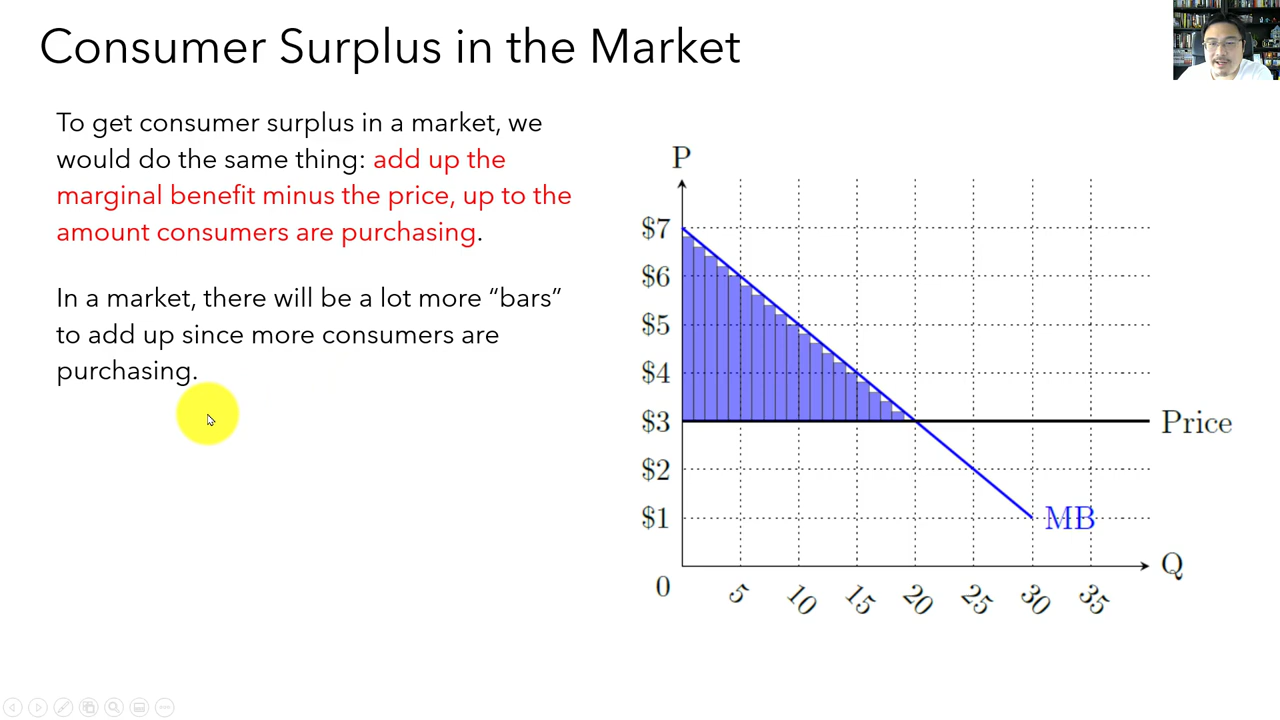 Consumer Surplus in the Market
To get consumer surplus in a market, we
would do the same thing: add up the
marginal benefit minus the price, up to the
amount consumers are purchasing.
In a market, there will be a lot more “bars”
to add up since more consumers are
purchasing.
P
$7
$6
$5
$4
$3
Price
$2
$1
MB
0
Q
5
10
15
20
25
30
35